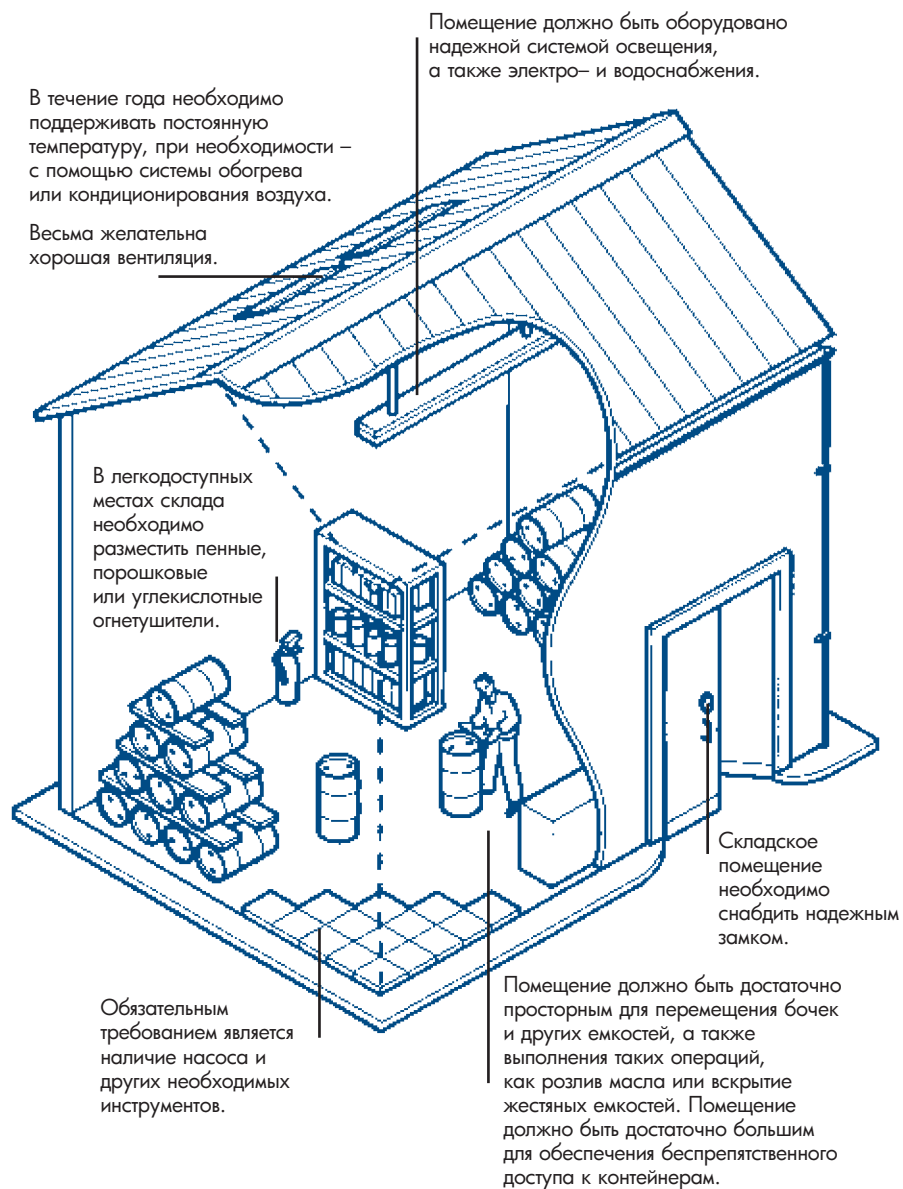 Помещение должно быть оборудовано
надежной системой освещения,
а также электро– и водоснабжения.
В течение года необходимо
поддерживать постоянную
температуру, при необходимости –
с помощью системы обогрева
или кондиционирования воздуха.
Весьма желательна
хорошая вентиляция.
В легкодоступных
местах склада
необходимо
разместить пенные,
порошковые
или углекислотные
огнетушители.
Складское
помещение
необходимо
снабдить надежным
замком.
Обязательным
требованием является
наличие насоса и
других необходимых
инструментов.
Помещение должно быть достаточно
просторным для перемещения бочек
и других емкостей, а также
выполнения таких операций,
как розлив масла или вскрытие
жестяных емкостей. Помещение
должно быть достаточно большим
для обеспечения беспрепятственного
доступа к контейнерам.